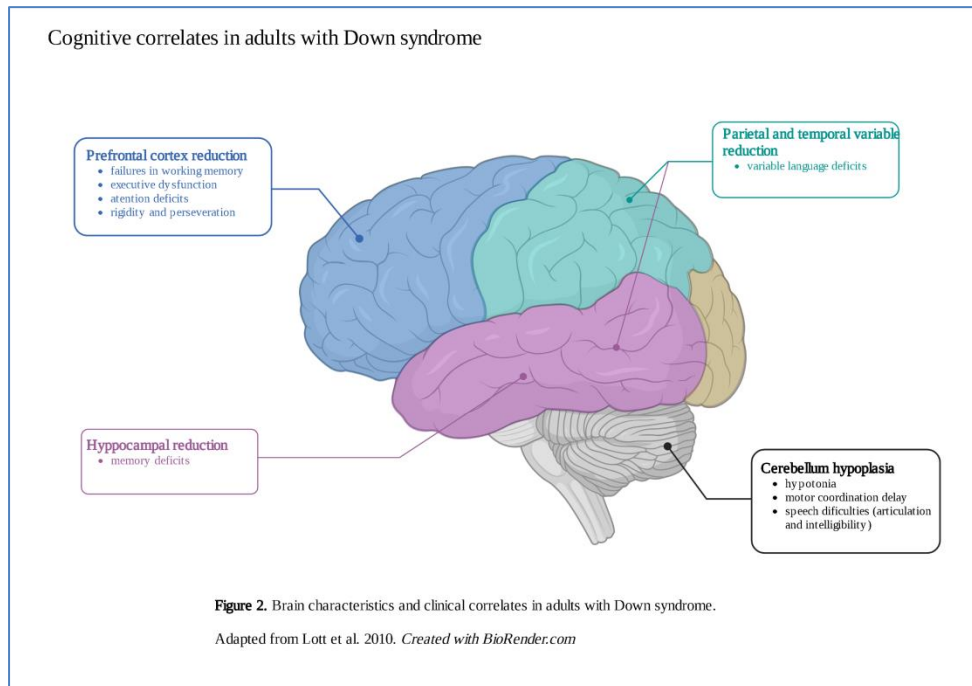 Cognitive correlates in adults with Down syndrome
Prefrontal cortex reduction
• failures in working memory
• executive dysfunction
• atention deficits
• rigidity and perseveration
Parietal and temporal variable
reduction
• variable language deficits
Hyppocampal reduction
• memory deficits
Cerebellum hypoplasia
• hypotonia
• motor coordination delay
• speech dificulties (articulation
and intelligibility)
Figure 2. Brain characteristics and clinical correlates in adults with Down syndrome.
Adapted from Lott et al. 2010. Created with BioRender.com